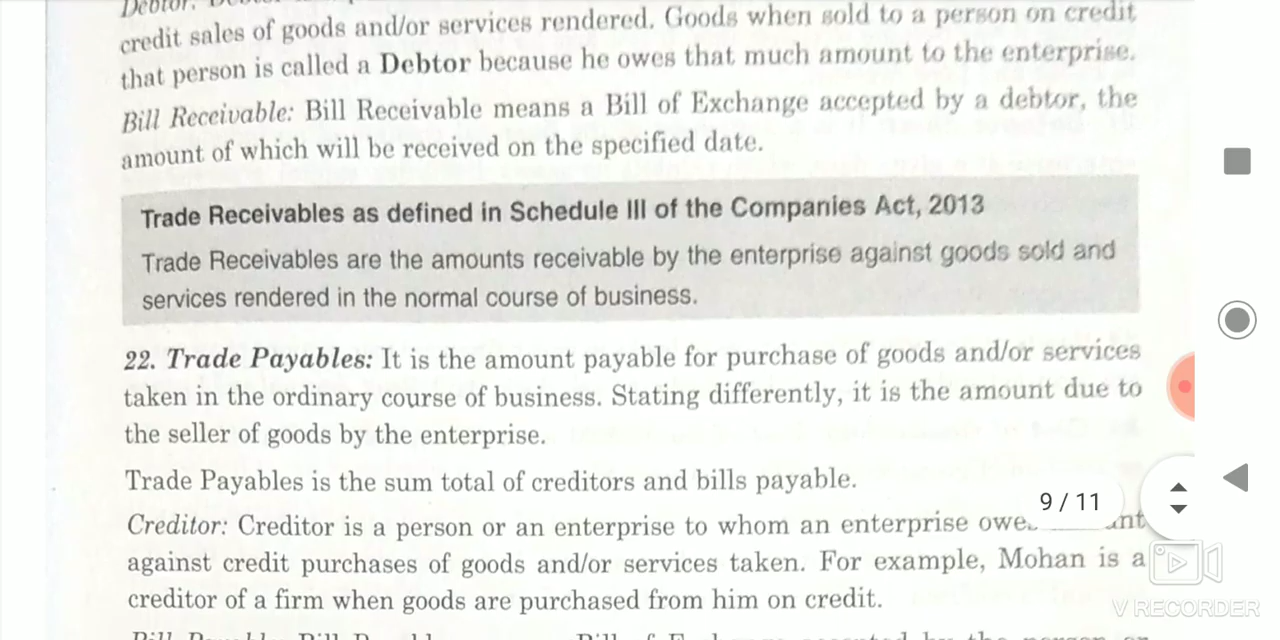 Debtor:
credit sales of goods and/or services rendered. Goods when sold to a person on credit
that person is called a Debtor because he owes that much amount to the enterprise.
Bill Receivable: Bill Receivable means a Bill of Exchange accepted by a debtor, the
amount of which will be received on the specified date.
Trade Receivables as defined in Schedule III of the Companies Act, 2013
Trade Receivables are the amounts receivable by the enterprise against goods sold and
services rendered in the normal course of business.
22. Trade Payables: It is the amount payable for purchase of goods and/or services
taken in the ordinary course of business. Stating differently, it is the amount due to
the seller of goods by the enterprise.
Trade Payables is the sum total of creditors and bills payable.
9 / 11
Creditor: Creditor is a person or an enterprise to whom an enterprise
against credit purchases of goods and/or services taken. For example, Mohan is a
creditor of a firm when goods are purchased from him on credit.
V RECORDER